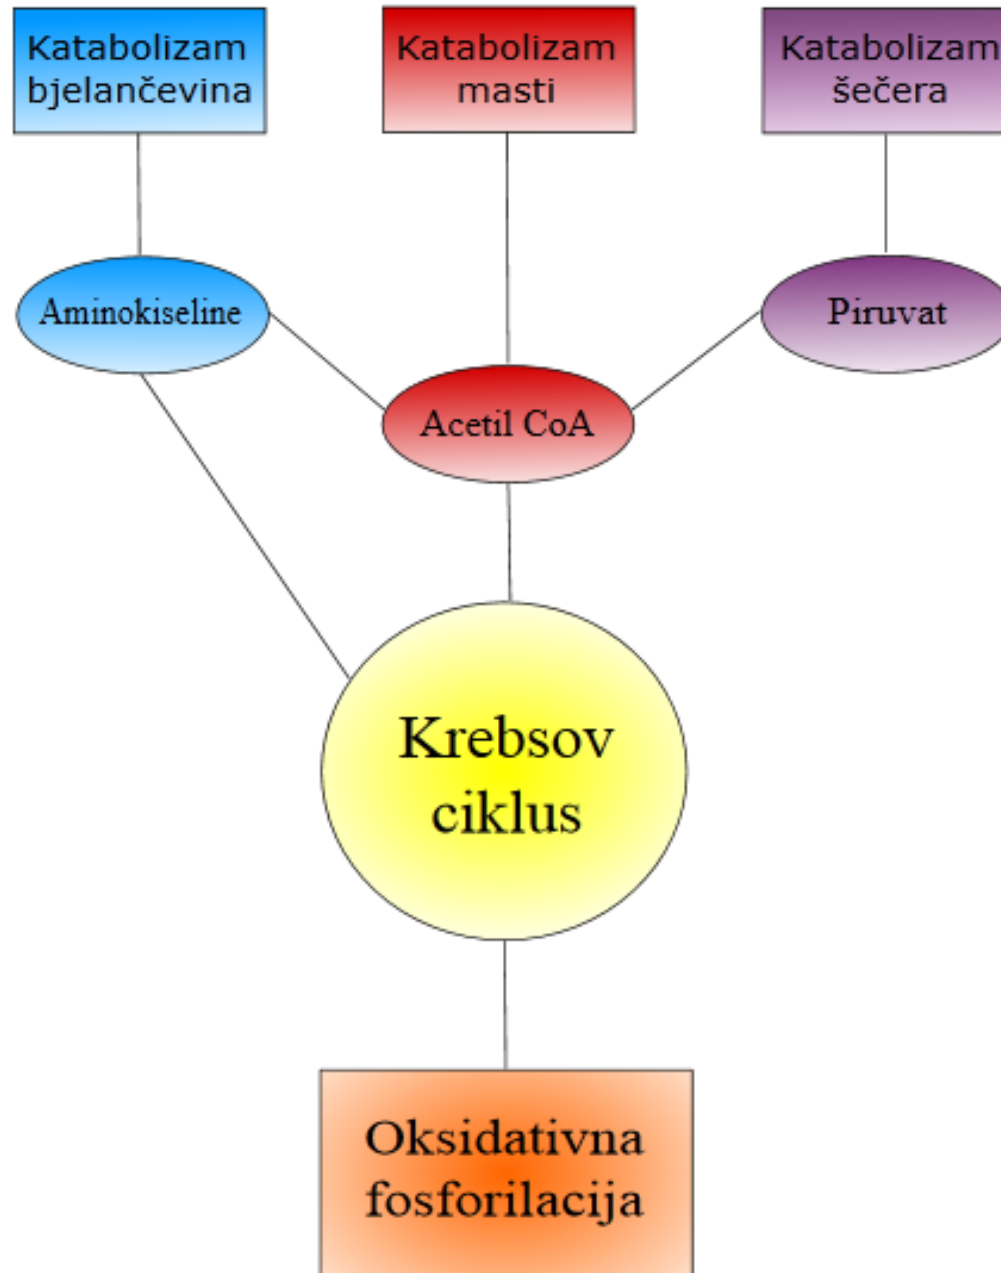 Katabolizam
bjelančevina
Katabolizam
masti
Katabolizam
šečera
Aminokiseline
Piruvat
Acetil CoA
Krebsov
ciklus
Oksidativna
fosforilacija